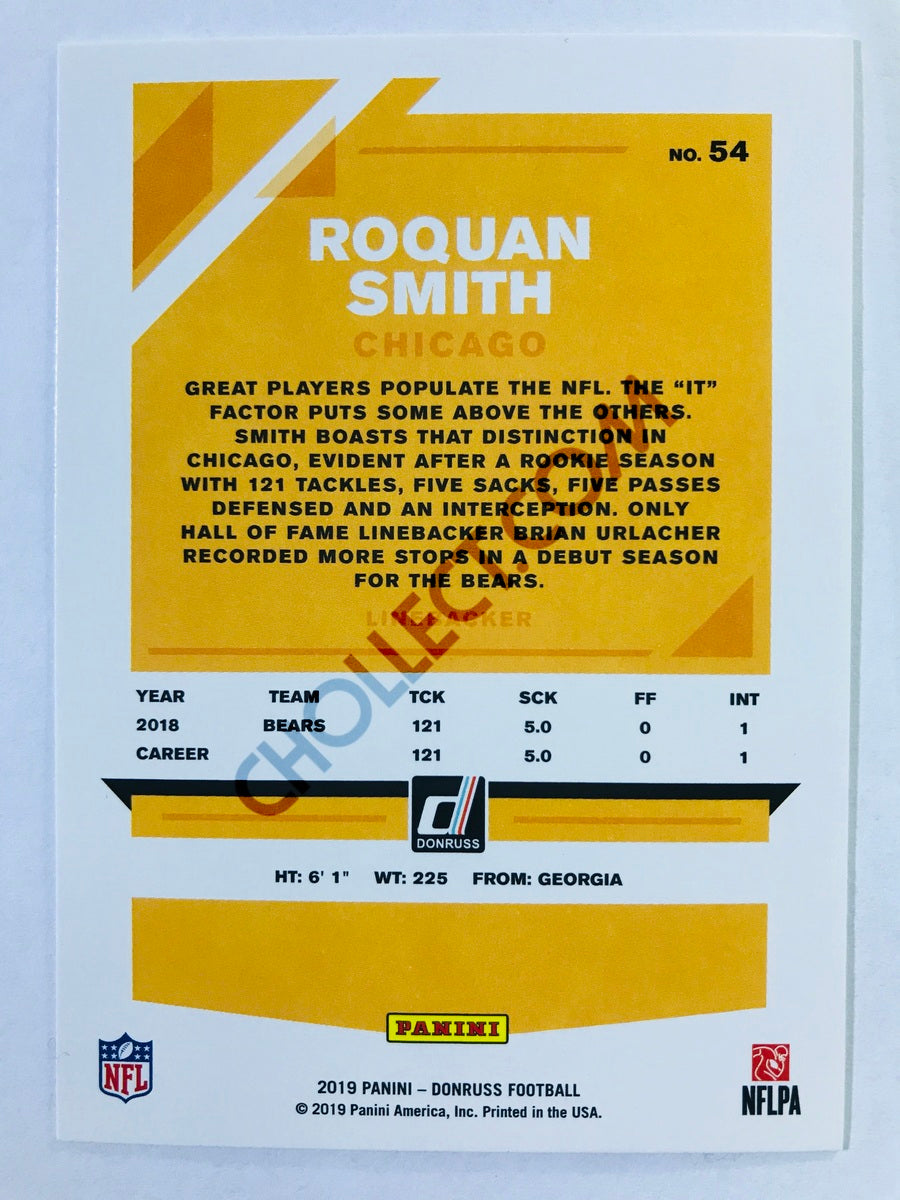 NO. 54
ROQUAN
SMITH
CHICAGO
GREAT PLAYERS POPULATE THE NFL. THE “IT”
FACTOR PUTS SOME ABOVE THE OTHERS.
SMITH BOASTS THAT DISTINCTION IN
CHICAGO, EVIDENT AFTER A ROOKIE SEASON
WITH 121 TACKLES, FIVE SACKS, FIVE PASSES
DEFENSED AND AN INTERCEPTION. ONLY
HALL OF FAME LINEBACKER BRIAN URLACHER
RECORDED MORE STOPS IN A DEBUT SEASON
FOR THE BEARS.
LINEBACKER
CHOLLECT.COM
YEAR TEAM TCK SCK FF INT
2018 BEARS 121 5.0 0 1
CAREER 121 5.0 0 1
d
DONRUSS
HT: 6' 1" WT: 225 FROM: GEORGIA
PANINI
NFL
NFLPA
2019 PANINI – DONRUSS FOOTBALL
© 2019 Panini America, Inc. Printed in the USA.